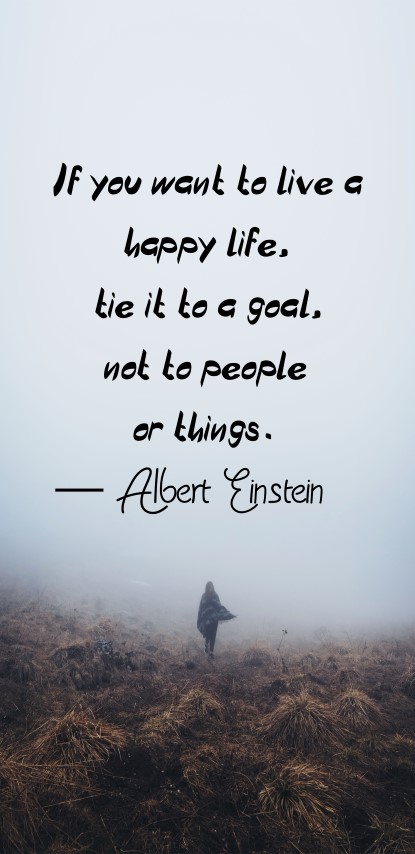 If you want to live a
happy life,
tie it to a goal,
not to people
or things.
— Albert Einstein